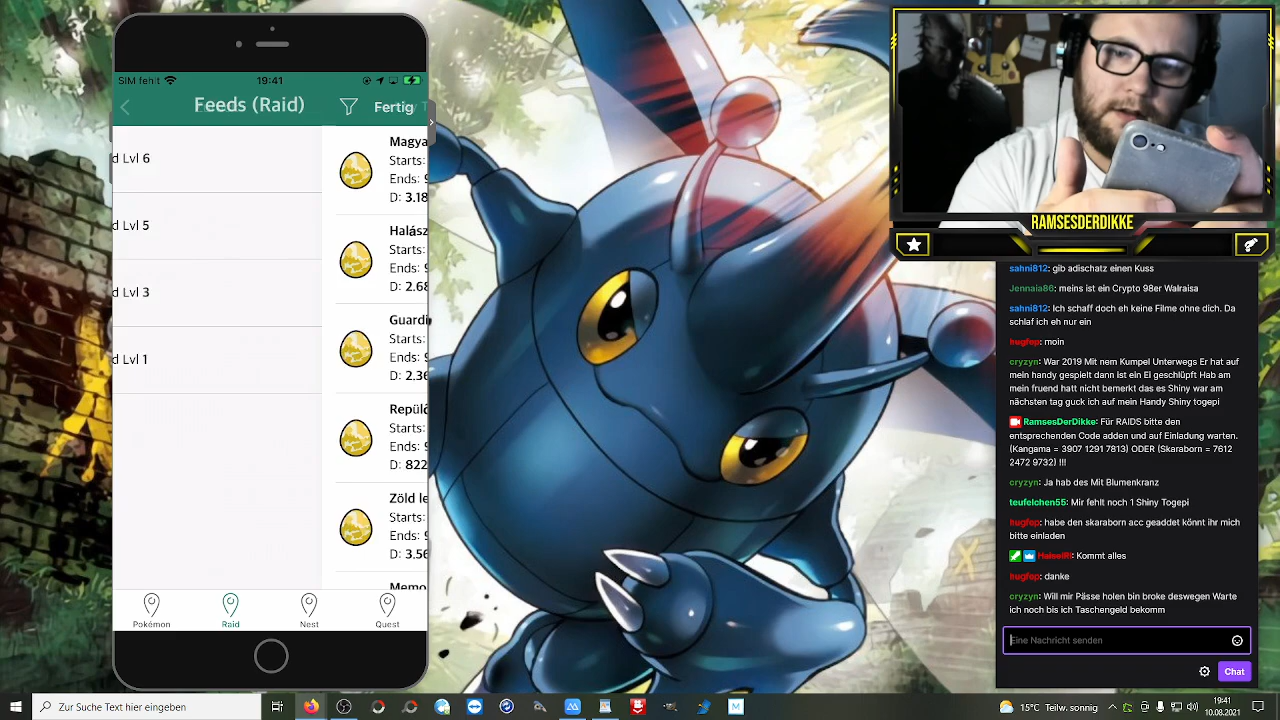 SIM fehlt
19:41
Feeds (Raid)
Fertig
d Lvl 6
d Lvl 5
d Lvl 3
d Lvl 1
Magya
Starts:
Ends: 9
D: 3.18
Halász
Starts:
Ends: 9
D: 2.68
Guardi
Starts:
Ends: 9
D: 2.36
Repülő
Starts:
Ends: 9
D: 822
Zöld le
Starts:
Ends: 9
D: 3.56
Memo
Pokémon
Raid
Nest
Quest
RAMSESDERDIKKE
sahni812: gib adischatz einen Kuss
Jennaia86: meins ist ein Crypto 98er Walraisa
sahni812: Ich schaff doch eh keine Filme ohne dich. Da
schlaf ich eh nur ein
hugfop: moin
cryzyn: War 2019 Mit nem Kumpel Unterwegs Er hat auf
mein handy gespielt dann ist ein Ei geschlüpft Hab am
mein fruend hatt nicht bemerkt das es Shiny war am
nächsten tag guck ich auf mein Handy Shiny togepi
RamsesDerDikke: Für RAIDS bitte den
entsprechenden Code adden und auf Einladung warten.
(Kangama = 3907 1291 7813) ODER (Skaraborn = 7612
2472 9732) !!!
cryzyn: Ja hab des Mit Blumenkranz
teufelchen55: Mir fehlt noch 1 Shiny Togepi
hugfop: habe den skaraborn acc geaddet könnt ihr mich
bitte einladen
HaiseIRI: Kommt alles
hugfop: danke
cryzyn: Will mir Pässe holen bin broke deswegen Warte
ich noch bis ich Taschengeld bekomm
Eine Nachricht senden
Chat
Zur Suche Text hier eingeben
15°C
19:41
10.08.2021